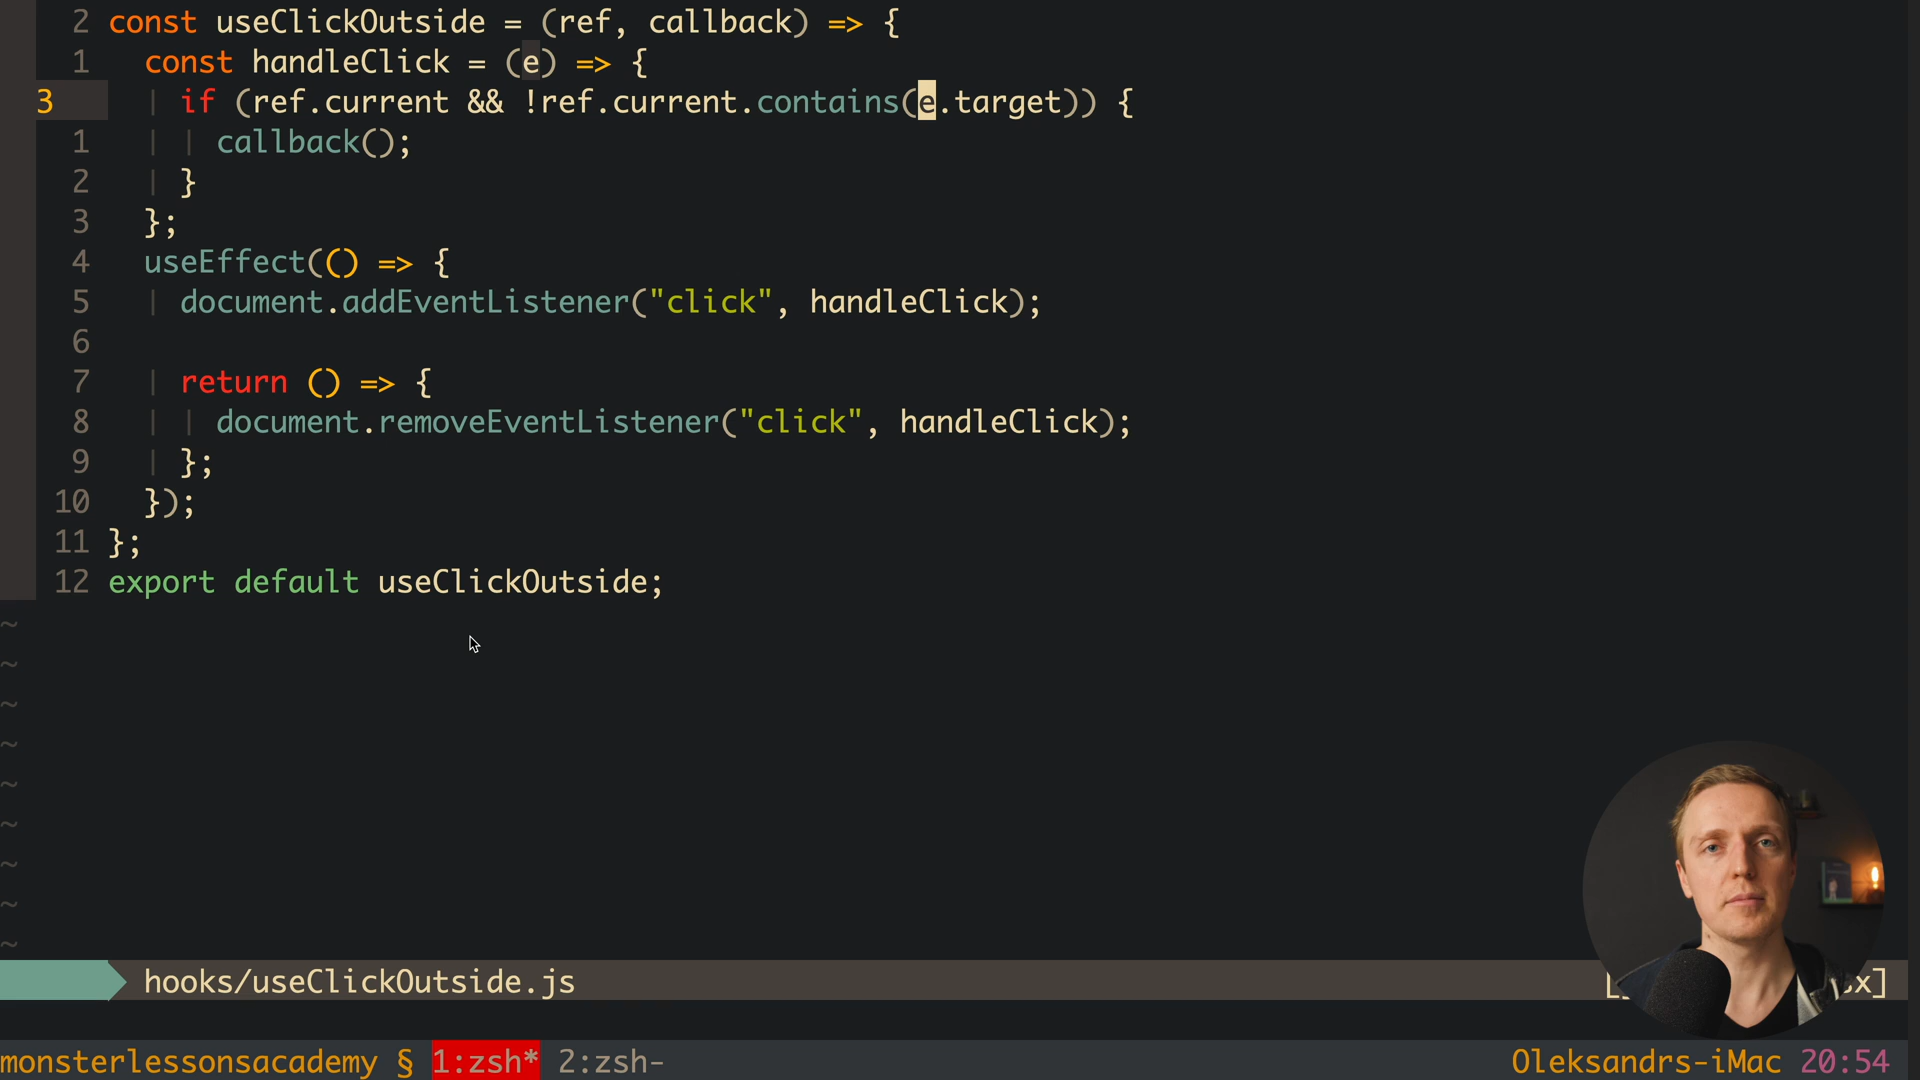 2 const useClickOutside = (ref, callback) => {
1 const handleClick = (e) => {
3 if (ref.current && !ref.current.contains(e.target)) {
1 callback();
2 }
3 };
4 useEffect(() => {
5 document.addEventListener("click", handleClick);
6
7 return () => {
8 document.removeEventListener("click", handleClick);
9 };
10 });
11 };
12 export default useClickOutside;
~
~
~
~
~
~
~
~
~
hooks/useClickOutside.js
monsterlessonsacademy § 1:zsh* 2:zsh- Oleksandrs-iMac 20:54